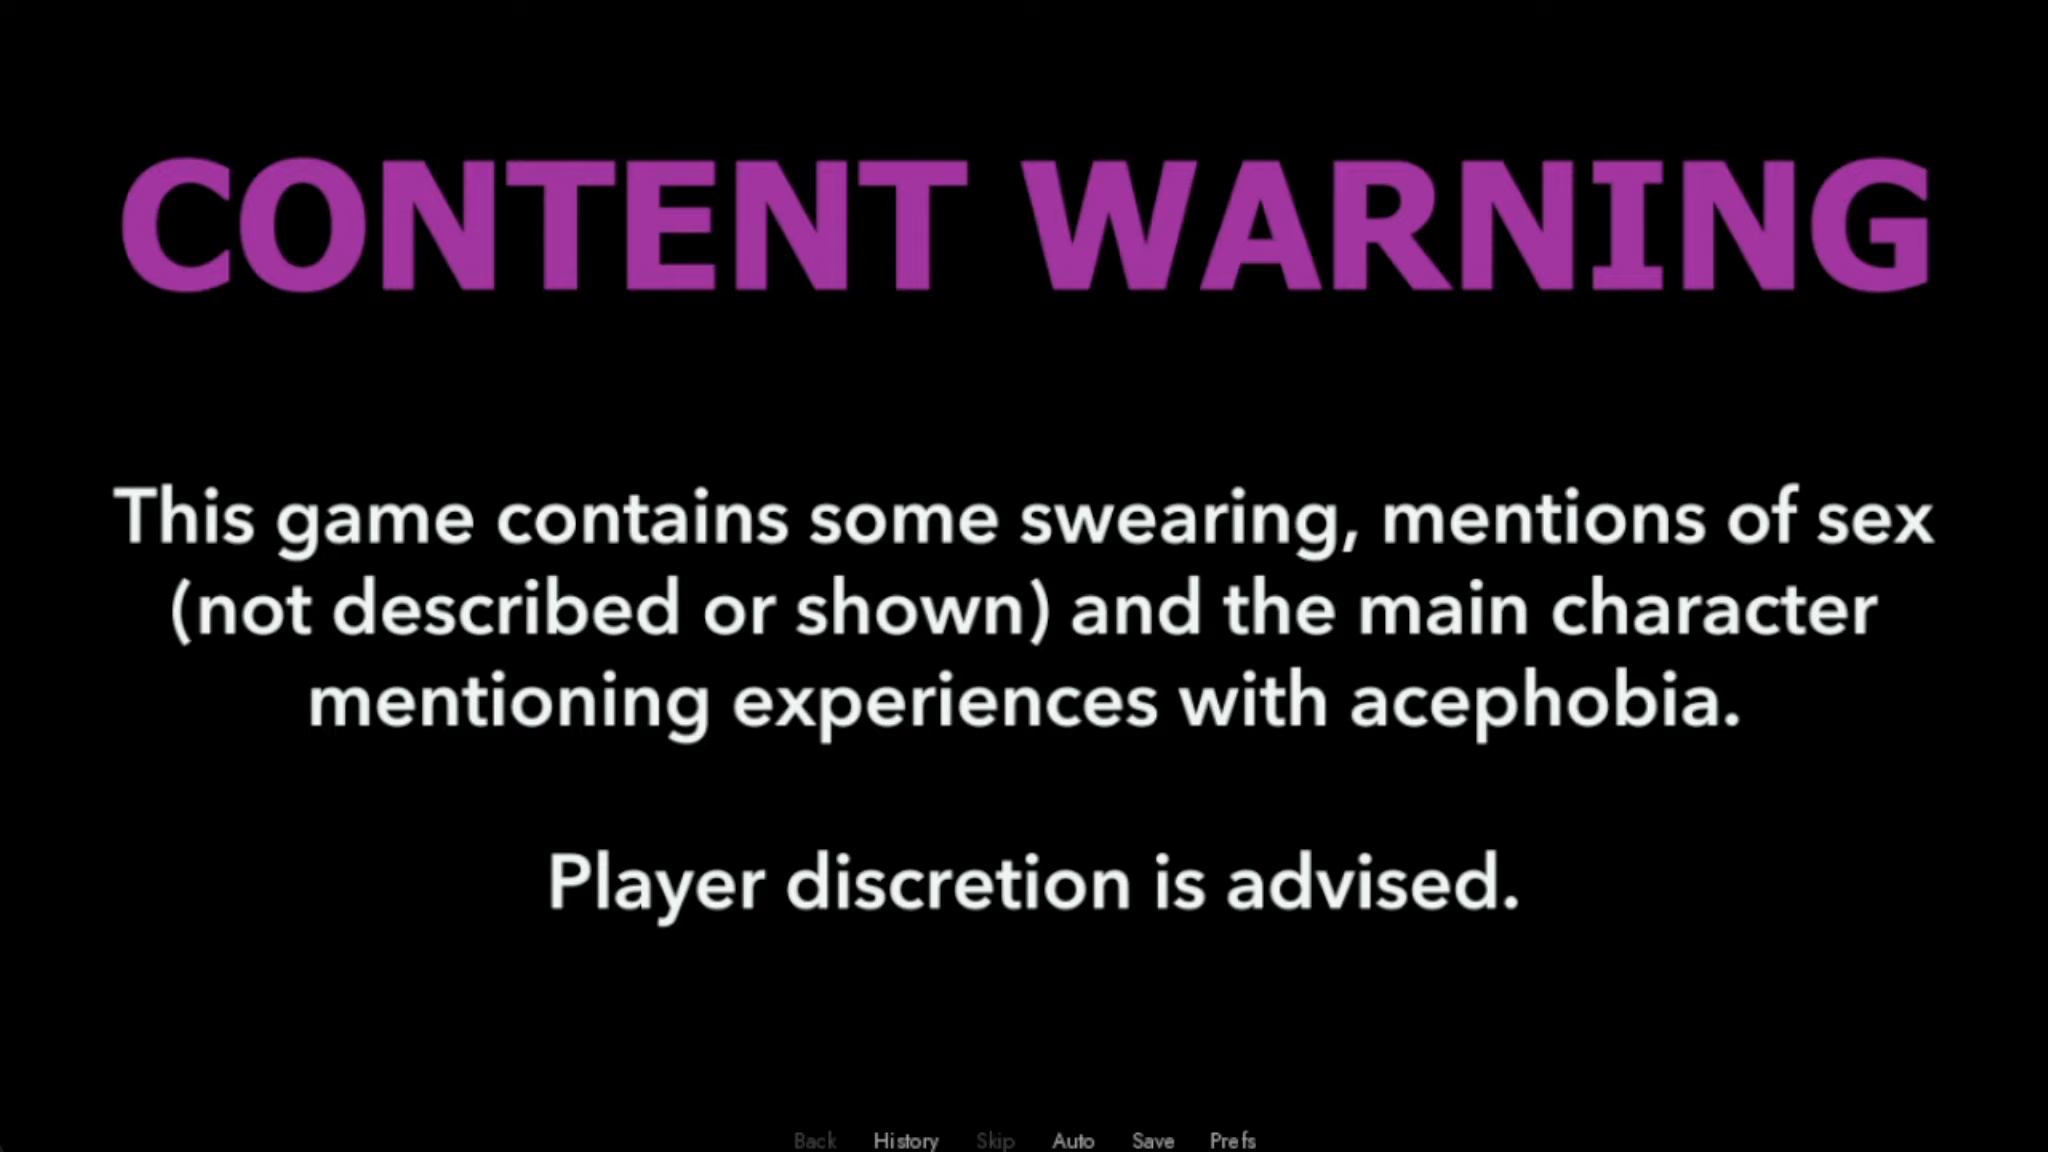 CONTENT WARNING
This game contains some swearing, mentions of sex
(not described or shown) and the main character
mentioning experiences with acephobia.
Player discretion is advised.
Back History Skip Auto Save Prefs